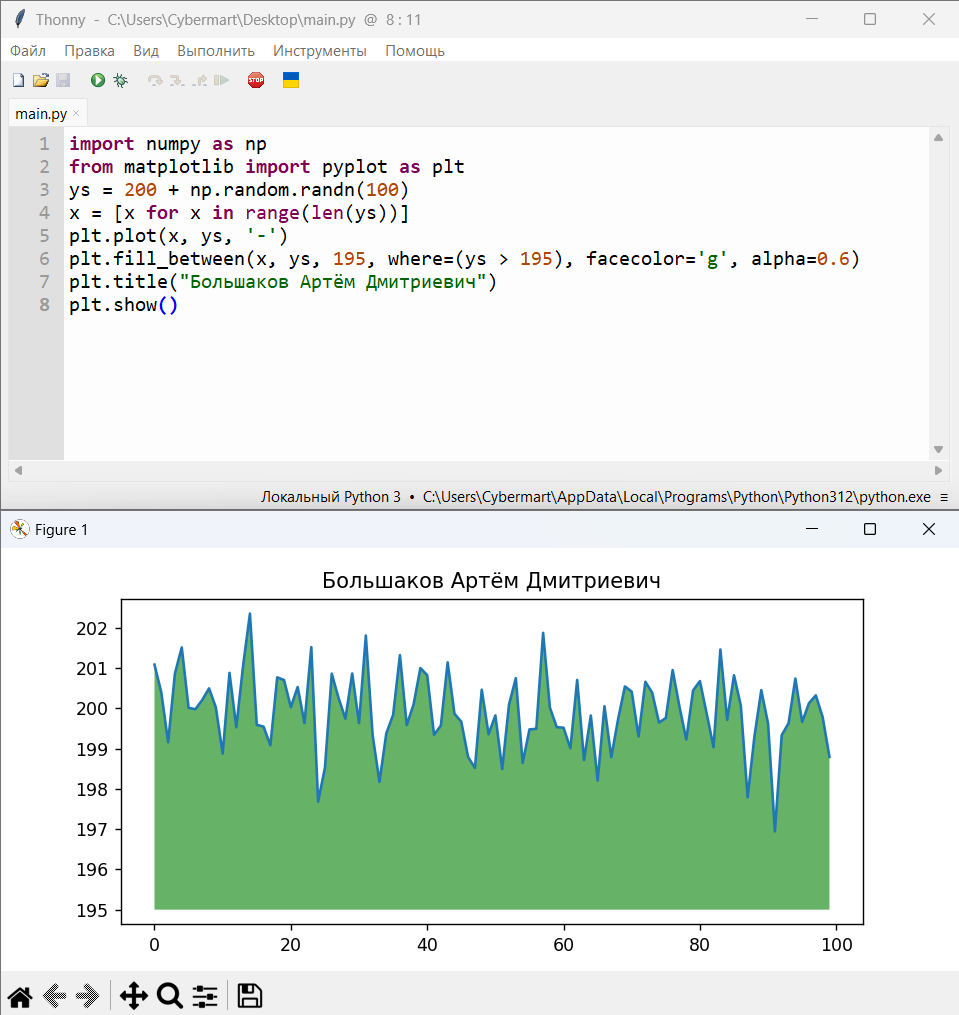 Thonny - C:\Users\Cybermart\Desktop\main.py @ 8 : 11
Файл Правка Вид Выполнить Инструменты Помощь
STOP
main.py ×
1 import numpy as np
2 from matplotlib import pyplot as plt
3 ys = 200 + np.random.randn(100)
4 x = [x for x in range(len(ys))]
5 plt.plot(x, ys, '-')
6 plt.fill_between(x, ys, 195, where=(ys > 195), facecolor='g', alpha=0.6)
7 plt.title("Большаков Артём Дмитриевич")
8 plt.show()
Локальный Python 3 • C:\Users\Cybermart\AppData\Local\Programs\Python\Python312\python.exe ≡
Figure 1
Большаков Артём Дмитриевич
202
201
200
199
198
197
196
195
0 20 40 60 80 100